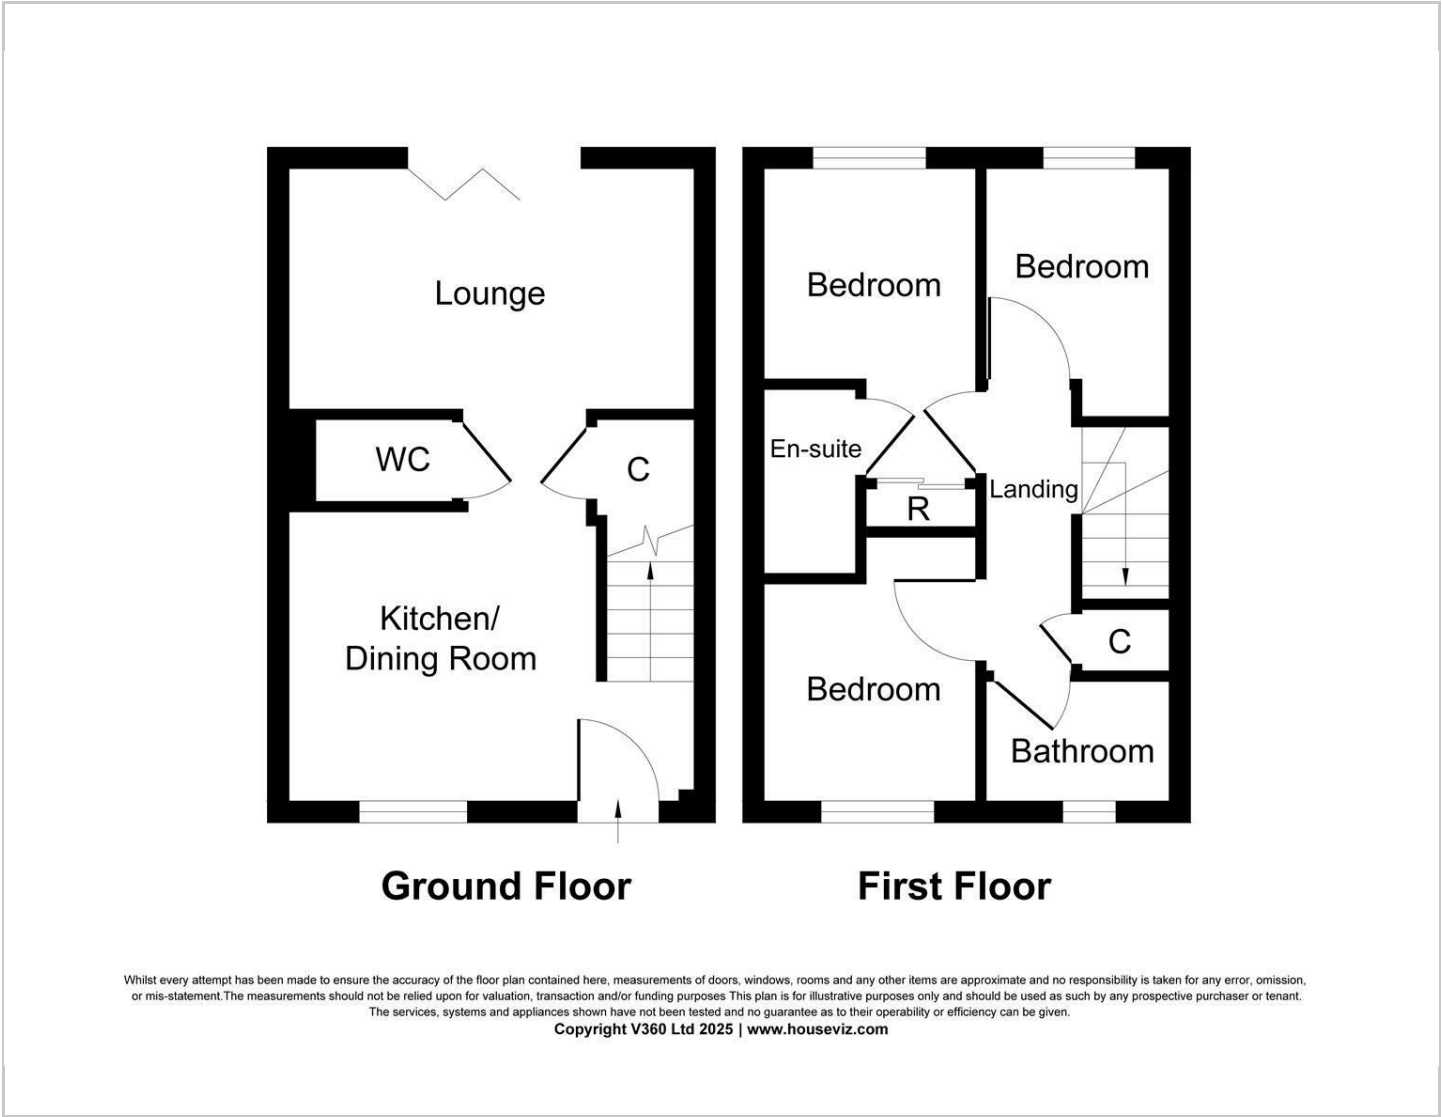 Lounge
WC
C
Kitchen/
Dining Room
Ground Floor
Bedroom
Bedroom
En-suite
Landing
R
C
Bedroom
Bathroom
First Floor
Whilst every attempt has been made to ensure the accuracy of the floor plan contained here, measurements of doors, windows, rooms and any other items are approximate and no responsibility is taken for any error, omission,
or mis-statement.The measurements should not be relied upon for valuation, transaction and/or funding purposes This plan is for illustrative purposes only and should be used as such by any prospective purchaser or tenant.
The services, systems and appliances shown have not been tested and no guarantee as to their operability or efficiency can be given.
Copyright V360 Ltd 2025 | www.houseviz.com